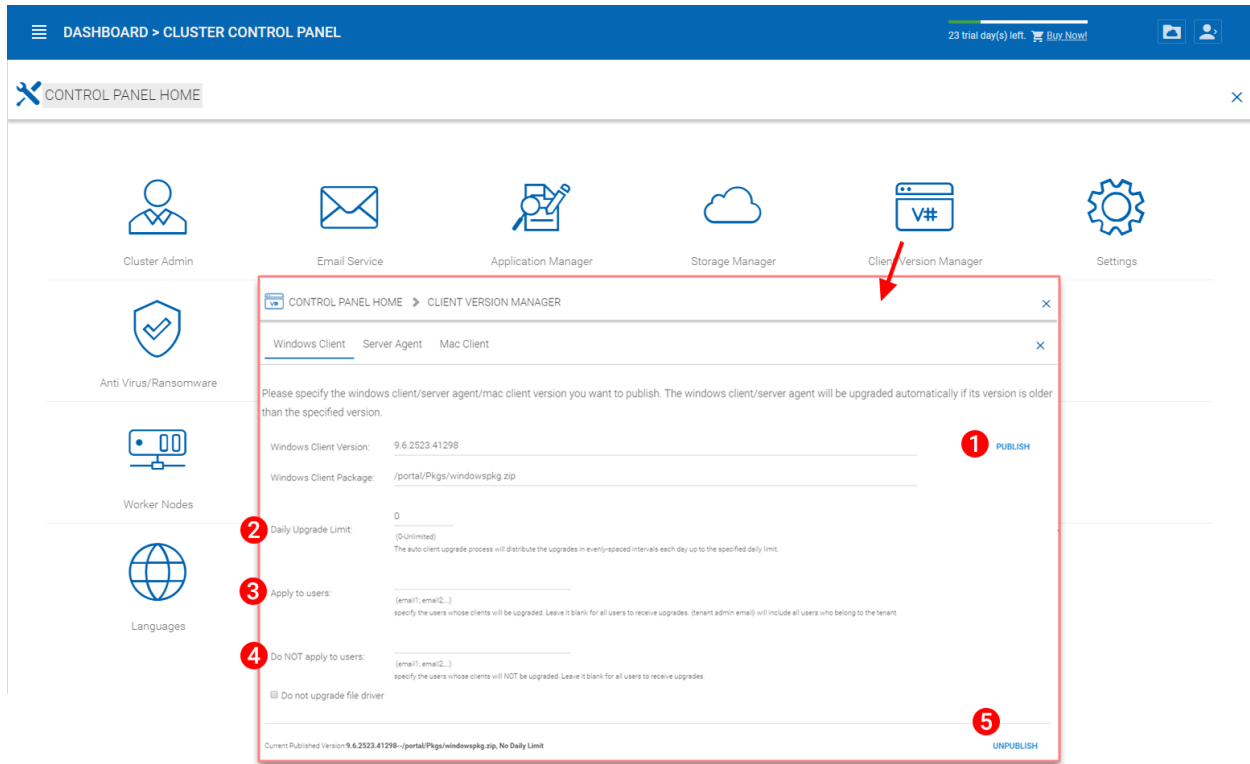 DASHBOARD > CLUSTER CONTROL PANEL
23 trial day(s) left. Buy Now!
CONTROL PANEL HOME
V#
Cluster Admin
Email Service
Application Manager
Storage Manager
Client Version Manager
Settings
CONTROL PANEL HOME > CLIENT VERSION MANAGER
Windows Client Server Agent Mac Client
Anti Virus/Ransomware
Please specify the windows client/server agent/mac client version you want to publish. The windows client/server agent will be upgraded automatically if its version is older
than the specified version.
1
Windows Client Version: 9.6.2523.41298 PUBLISH
Windows Client Package: /portal/Pkgs/windowspkg.zip
Worker Nodes
2
Daily Upgrade Limit: 0
(0-Unlimited)
The auto client upgrade process will distribute the upgrades in evenly-spaced intervals each day up to the specified daily limit.
3
Apply to users:
(email1; email2...)
specify the users whose clients will be upgraded. Leave it blank for all users to receive upgrades. (tenant admin email) will include all users who belong to the tenant
Languages
4
Do NOT apply to users:
(email1; email2...)
specify the users whose clients will NOT be upgraded. Leave it blank for all users to receive upgrades.
Do not upgrade file driver
5
Current Published Version:9.6.2523.41298--/portal/Pkgs/windowspkg.zip, No Daily Limit UNPUBLISH